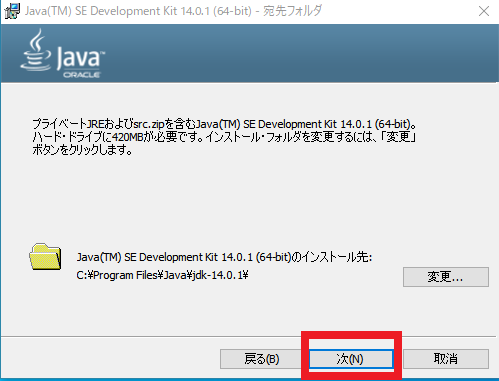 Java(TM) SE Development Kit 14.0.1 (64-bit) - 宛先フォルダ
Java
ORACLE
プライベートJREおよびsrc.zipを含むJava(TM) SE Development Kit 14.0.1 (64-bit)。
ハード・ドライブに420MBが必要です。インストール・フォルダを変更するには、「変更」
ボタンをクリックします。
Java(TM) SE Development Kit 14.0.1 (64-bit)のインストール先:
C:¥Program Files¥Java¥jdk-14.0.1¥
変更...
戻る(B)
次(N)
取消